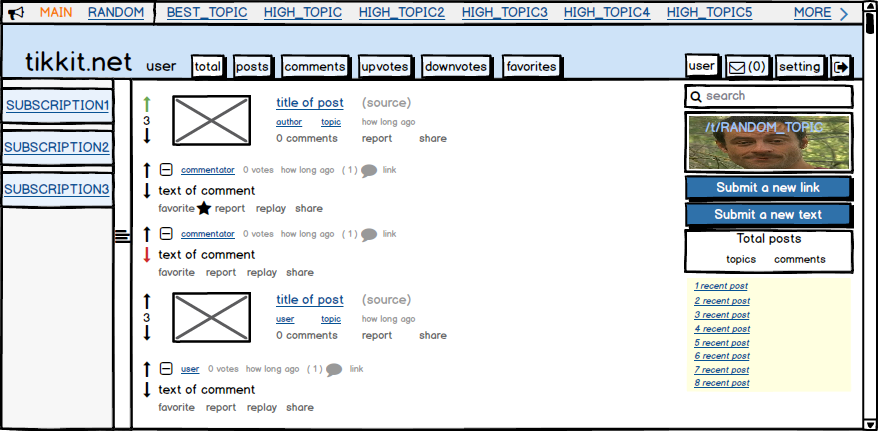 MAIN RANDOM BEST_TOPIC HIGH_TOPIC HIGH_TOPIC2 HIGH_TOPIC3 HIGH_TOPIC4 HIGH_TOPIC5 MORE
tikkit.net user total posts comments upvotes downvotes favorites user (0) setting
SUBSCRIPTION1
SUBSCRIPTION2
SUBSCRIPTION3
title of post (source)
3
author topic how long ago
0 comments report share
commentator 0 votes how long ago (1) link
text of comment
favorite report replay share
commentator 0 votes how long ago (1) link
text of comment
favorite report replay share
title of post (source)
3
user topic how long ago
0 comments report share
user 0 votes how long ago (1) link
text of comment
favorite report replay share
search
/t/RANDOM_TOPIC
Submit a new link
Submit a new text
Total posts
topics comments
1 recent post
2 recent post
3 recent post
4 recent post
5 recent post
6 recent post
7 recent post
8 recent post